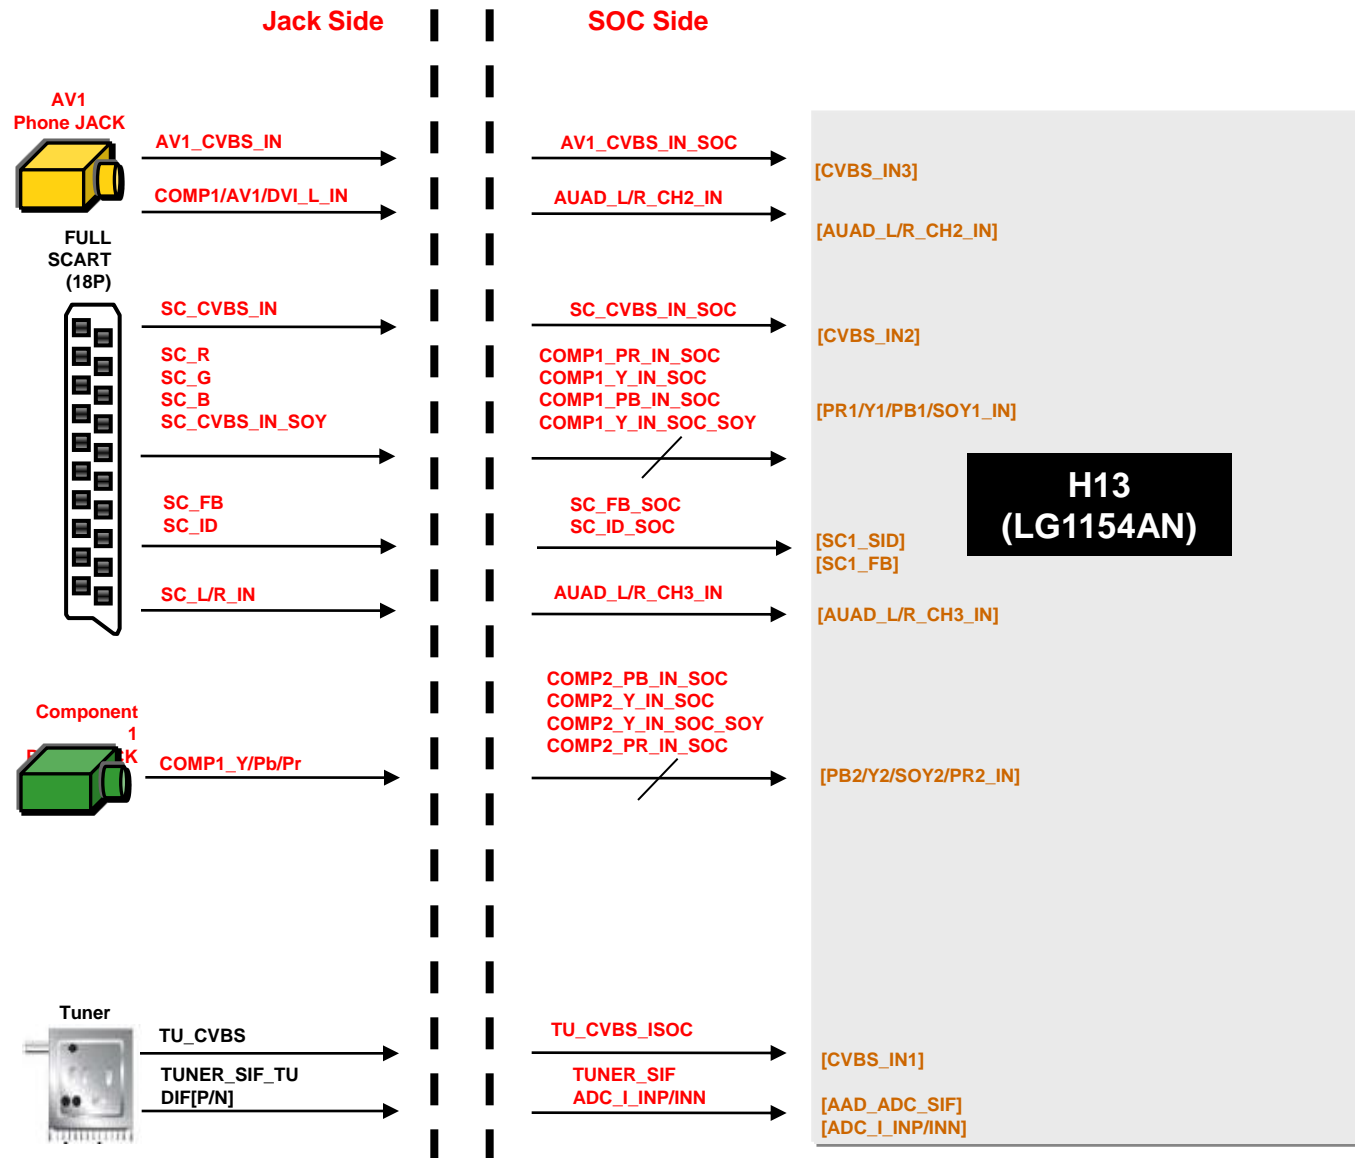 Jack Side
SOC Side
AV1
Phone JACK
AV1_CVBS_IN
AV1_CVBS_IN_SOC
[CVBS_IN3]
COMP1/AV1/DVI_L_IN
AUAD_L/R_CH2_IN
[AUAD_L/R_CH2_IN]
FULL
SCART
(18P)
SC_CVBS_IN
SC_CVBS_IN_SOC
[CVBS_IN2]
SC_R
SC_G
SC_B
SC_CVBS_IN_SOY
COMP1_PR_IN_SOC
COMP1_Y_IN_SOC
COMP1_PB_IN_SOC
COMP1_Y_IN_SOC_SOY
[PR1/Y1/PB1/SOY1_IN]
H13
(LG1154AN)
SC_FB
SC_ID
SC_FB_SOC
SC_ID_SOC
[SC1_SID]
[SC1_FB]
SC_L/R_IN
AUAD_L/R_CH3_IN
[AUAD_L/R_CH3_IN]
COMP2_PB_IN_SOC
COMP2_Y_IN_SOC
COMP2_Y_IN_SOC_SOY
COMP2_PR_IN_SOC
Component
1
COMP1_Y/Pb/Pr
[PB2/Y2/SOY2/PR2_IN]
Tuner
TU_CVBS
TU_CVBS_ISOC
[CVBS_IN1]
TUNER_SIF_TU
DIF[P/N]
TUNER_SIF
ADC_I_INP/INN
[AAD_ADC_SIF]
[ADC_I_INP/INN]